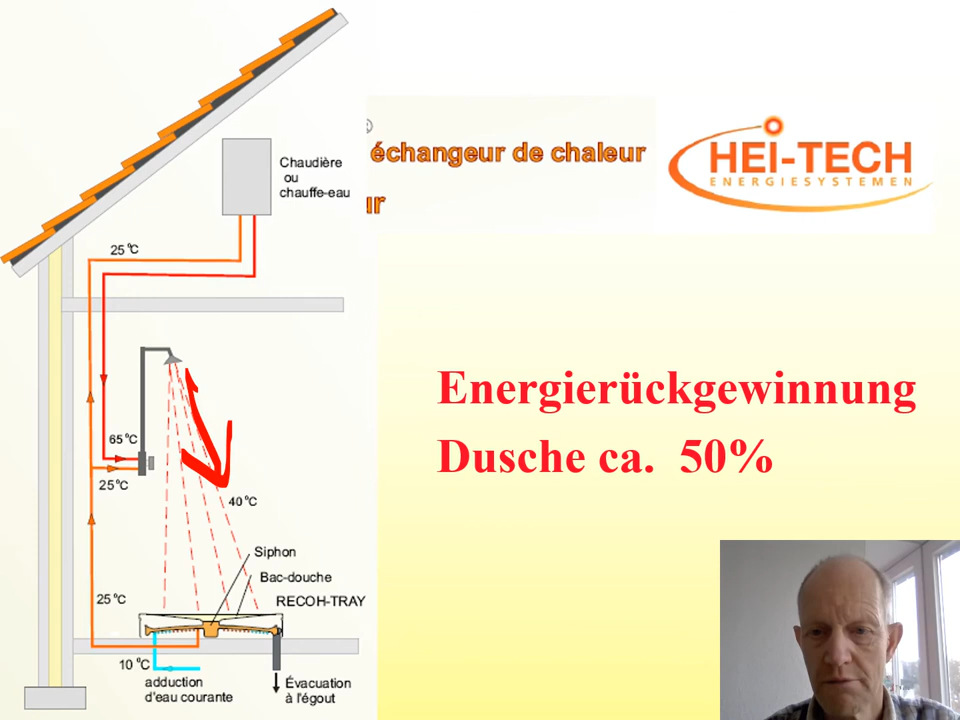 ®
échangeur de chaleur
ur
HEI-TECH
ENERGIESYSTEMEN
Chaudière
ou
chauffe-eau
25 °C
Energierückgewinnung
Dusche ca. 50%
65 °C
25 °C
40 °C
Siphon
Bac-douche
RECOH-TRAY
25 °C
10 °C
adduction
d'eau courante
Évacuation
à l'égout